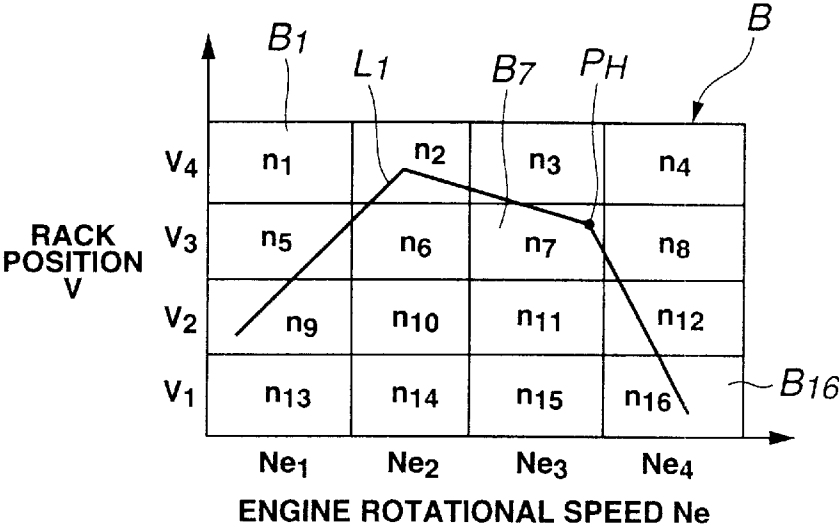 B1 L1 B7 PH B
V4 n1 n2 n3 n4
RACK POSITION V
V3 n5 n6 n7 n8
V2 n9 n10 n11 n12
V1 n13 n14 n15 n16 B16
Ne1 Ne2 Ne3 Ne4
ENGINE ROTATIONAL SPEED Ne